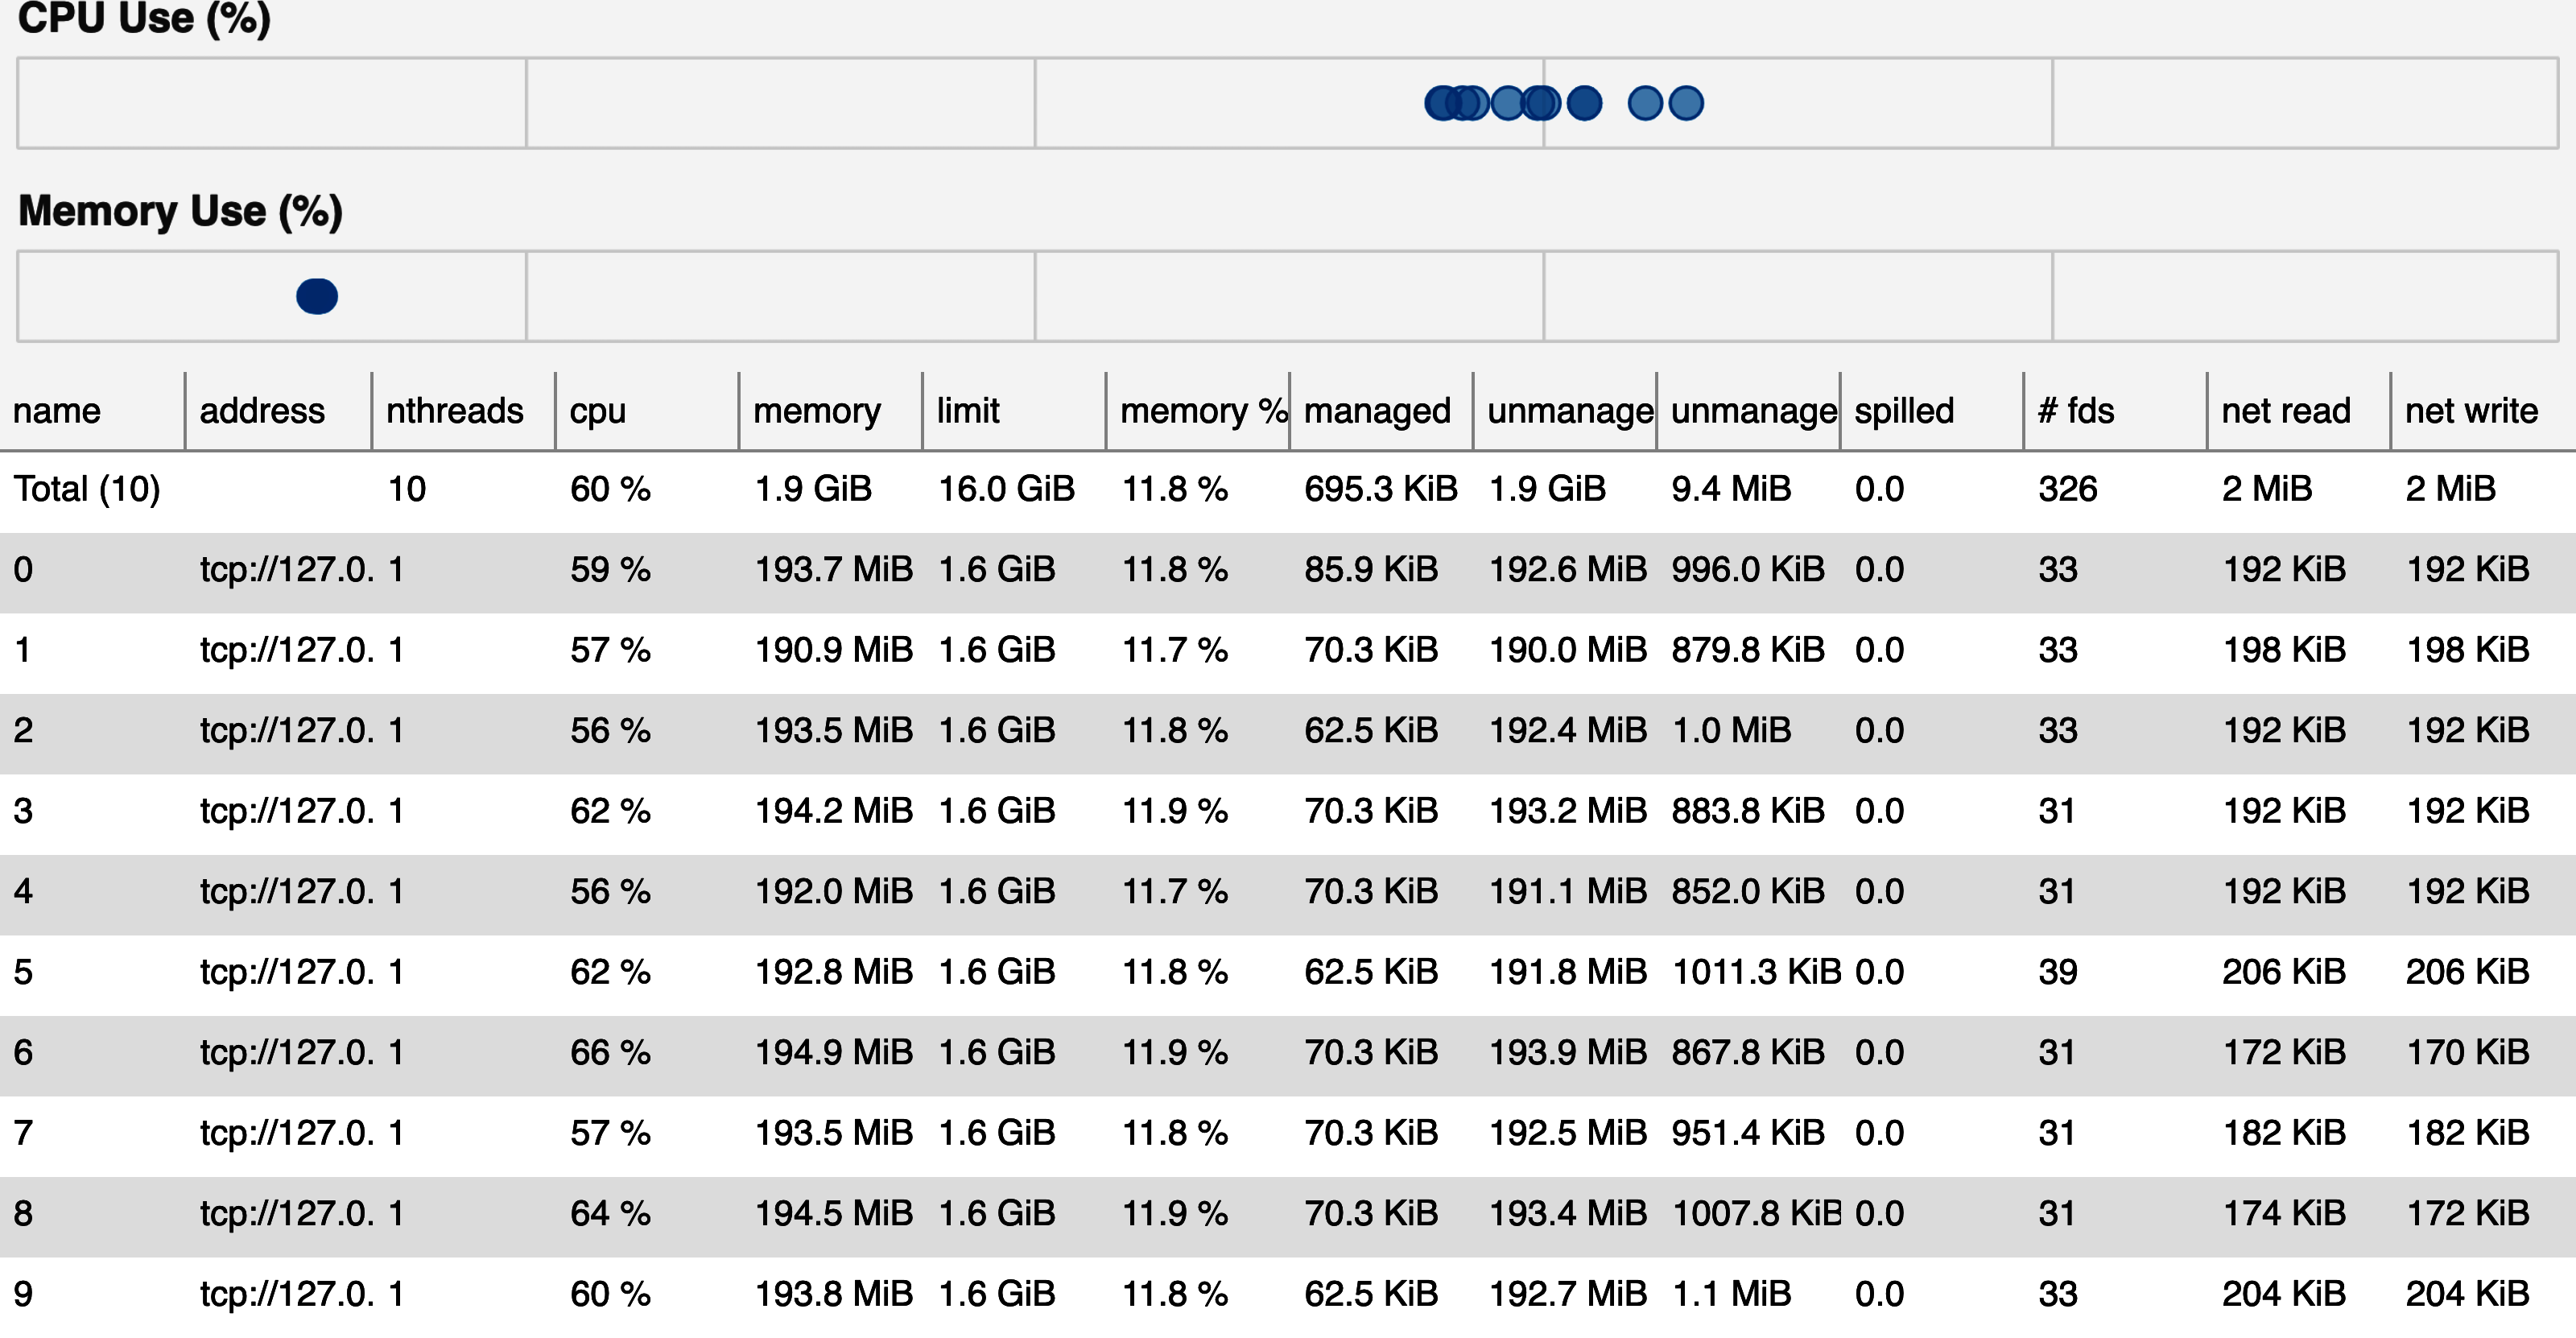 CPU Use (%)
Memory Use (%)
name address nthreads cpu memory limit memory % managed unmanage unmanage spilled # fds net read net write
Total (10) 10 60 % 1.9 GiB 16.0 GiB 11.8 % 695.3 KiB 1.9 GiB 9.4 MiB 0.0 326 2 MiB 2 MiB
0 tcp://127.0. 1 59 % 193.7 MiB 1.6 GiB 11.8 % 85.9 KiB 192.6 MiB 996.0 KiB 0.0 33 192 KiB 192 KiB
1 tcp://127.0. 1 57 % 190.9 MiB 1.6 GiB 11.7 % 70.3 KiB 190.0 MiB 879.8 KiB 0.0 33 198 KiB 198 KiB
2 tcp://127.0. 1 56 % 193.5 MiB 1.6 GiB 11.8 % 62.5 KiB 192.4 MiB 1.0 MiB 0.0 33 192 KiB 192 KiB
3 tcp://127.0. 1 62 % 194.2 MiB 1.6 GiB 11.9 % 70.3 KiB 193.2 MiB 883.8 KiB 0.0 31 192 KiB 192 KiB
4 tcp://127.0. 1 56 % 192.0 MiB 1.6 GiB 11.7 % 70.3 KiB 191.1 MiB 852.0 KiB 0.0 31 192 KiB 192 KiB
5 tcp://127.0. 1 62 % 192.8 MiB 1.6 GiB 11.8 % 62.5 KiB 191.8 MiB 1011.3 KiB 0.0 39 206 KiB 206 KiB
6 tcp://127.0. 1 66 % 194.9 MiB 1.6 GiB 11.9 % 70.3 KiB 193.9 MiB 867.8 KiB 0.0 31 172 KiB 170 KiB
7 tcp://127.0. 1 57 % 193.5 MiB 1.6 GiB 11.8 % 70.3 KiB 192.5 MiB 951.4 KiB 0.0 31 182 KiB 182 KiB
8 tcp://127.0. 1 64 % 194.5 MiB 1.6 GiB 11.9 % 70.3 KiB 193.4 MiB 1007.8 KiB 0.0 31 174 KiB 172 KiB
9 tcp://127.0. 1 60 % 193.8 MiB 1.6 GiB 11.8 % 62.5 KiB 192.7 MiB 1.1 MiB 0.0 33 204 KiB 204 KiB